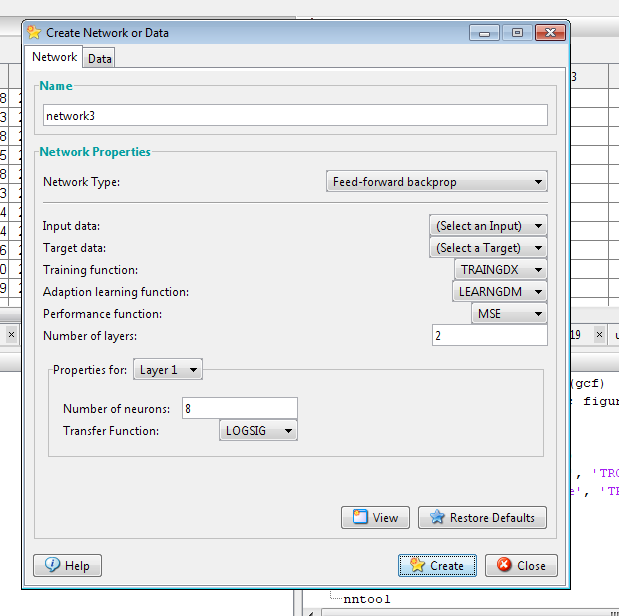 Create Network or Data
Network Data
3
Name
network3
Network Properties
Network Type: Feed-forward backprop
Input data: (Select an Input)
Target data: (Select a Target)
Training function: TRAINGDX
Adaption learning function: LEARNGDM
Performance function: MSE
Number of layers: 2
19
Properties for: Layer 1
(gcf)
: figu
Number of neurons: 8
Transfer Function: LOGSIG
, 'TRO
', 'TR
View Restore Defaults
Help Create Close
nntool